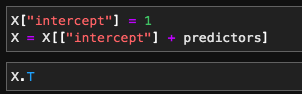 X["intercept"] = 1
X = X[["intercept"] + predictors]
X.T